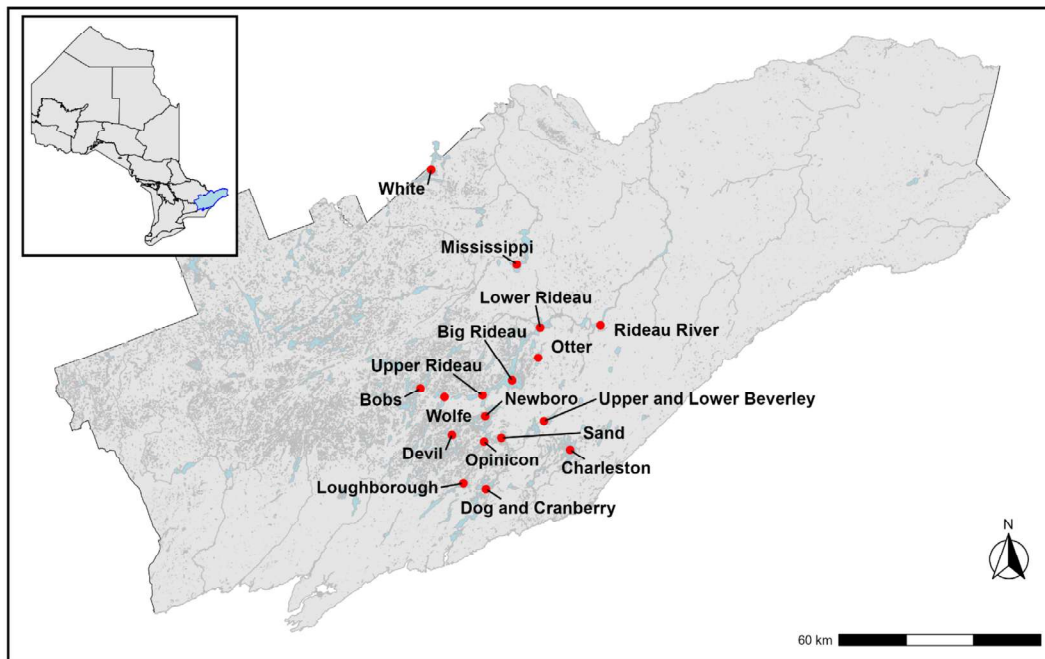 White
Mississippi
Lower Rideau
Big Rideau
Rideau River
Otter
Upper Rideau
Bobs
Newboro
Upper and Lower Beverley
Wolfe
Sand
Devil
Opinicon
Charleston
Loughborough
Dog and Cranberry
N
60 km